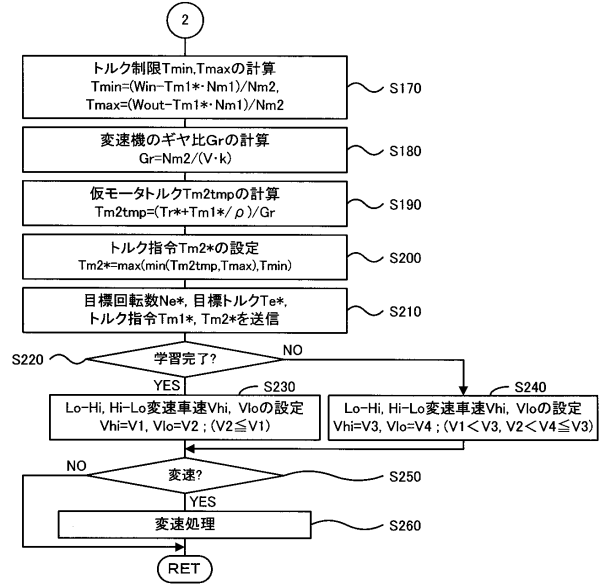 2
トルク制限Tmin,Tmaxの計算
Tmin=(Win-Tm1*·Nm1)/Nm2,
Tmax=(Wout-Tm1*·Nm1)/Nm2
S170
変速機のギヤ比Grの計算
Gr=Nm2/(V·k)
S180
仮モータトルクTm2tmpの計算
Tm2tmp=(Tr*+Tm1*/ρ)/Gr
S190
トルク指令Tm2*の設定
Tm2*=max(min(Tm2tmp,Tmax),Tmin)
S200
目標回転数Ne*, 目標トルクTe*,
トルク指令Tm1*, Tm2*を送信
S210
S220
学習完了?
NO
YES
S230
Lo-Hi, Hi-Lo変速車速Vhi, Vloの設定
Vhi=V1, Vlo=V2 ; (V2≦V1)
S240
Lo-Hi, Hi-Lo変速車速Vhi, Vloの設定
Vhi=V3, Vlo=V4 ; (V1<V3, V2<V4≦V3)
NO
変速?
S250
YES
変速処理
S260
RET